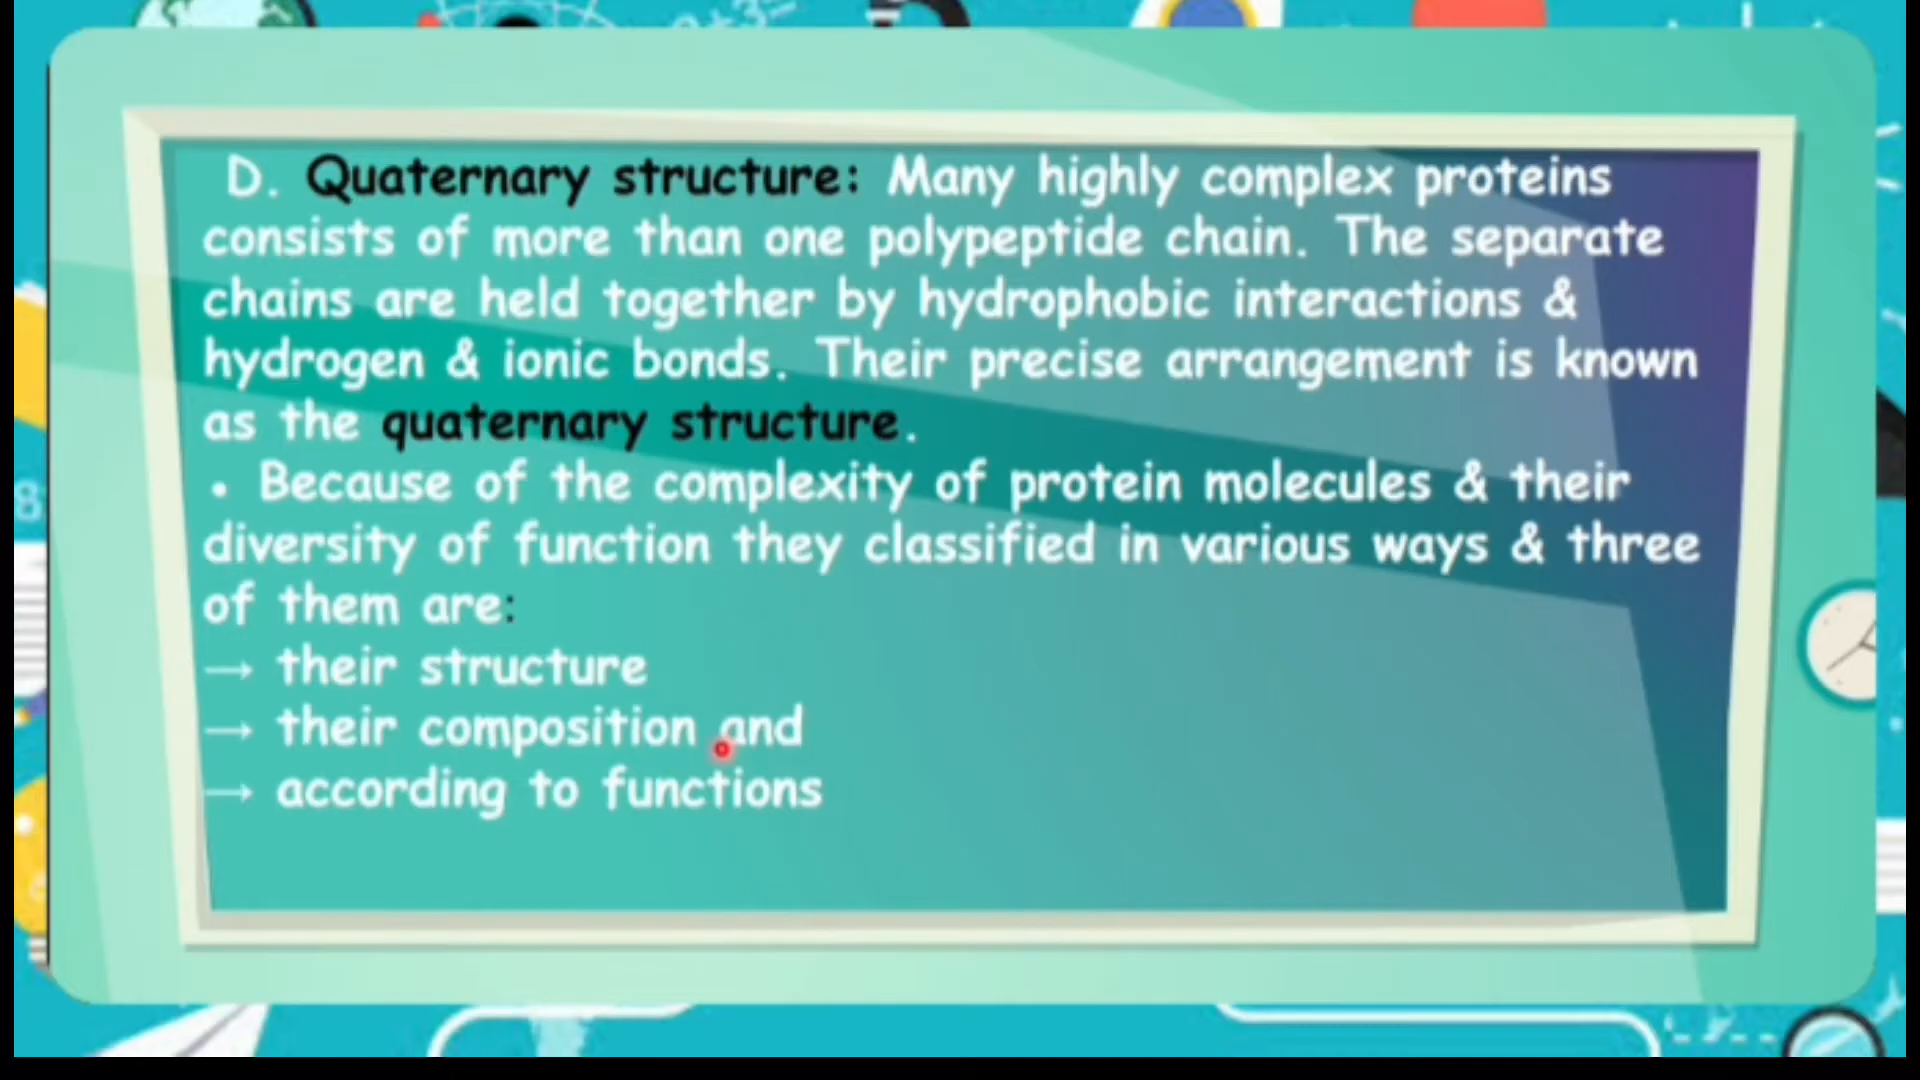 D. Quaternary structure: Many highly complex proteins
consists of more than one polypeptide chain. The separate
chains are held together by hydrophobic interactions &
hydrogen & ionic bonds. Their precise arrangement is known
as the quaternary structure.
• Because of the complexity of protein molecules & their
diversity of function they classified in various ways & three
of them are:
→ their structure
→ their composition and
→ according to functions